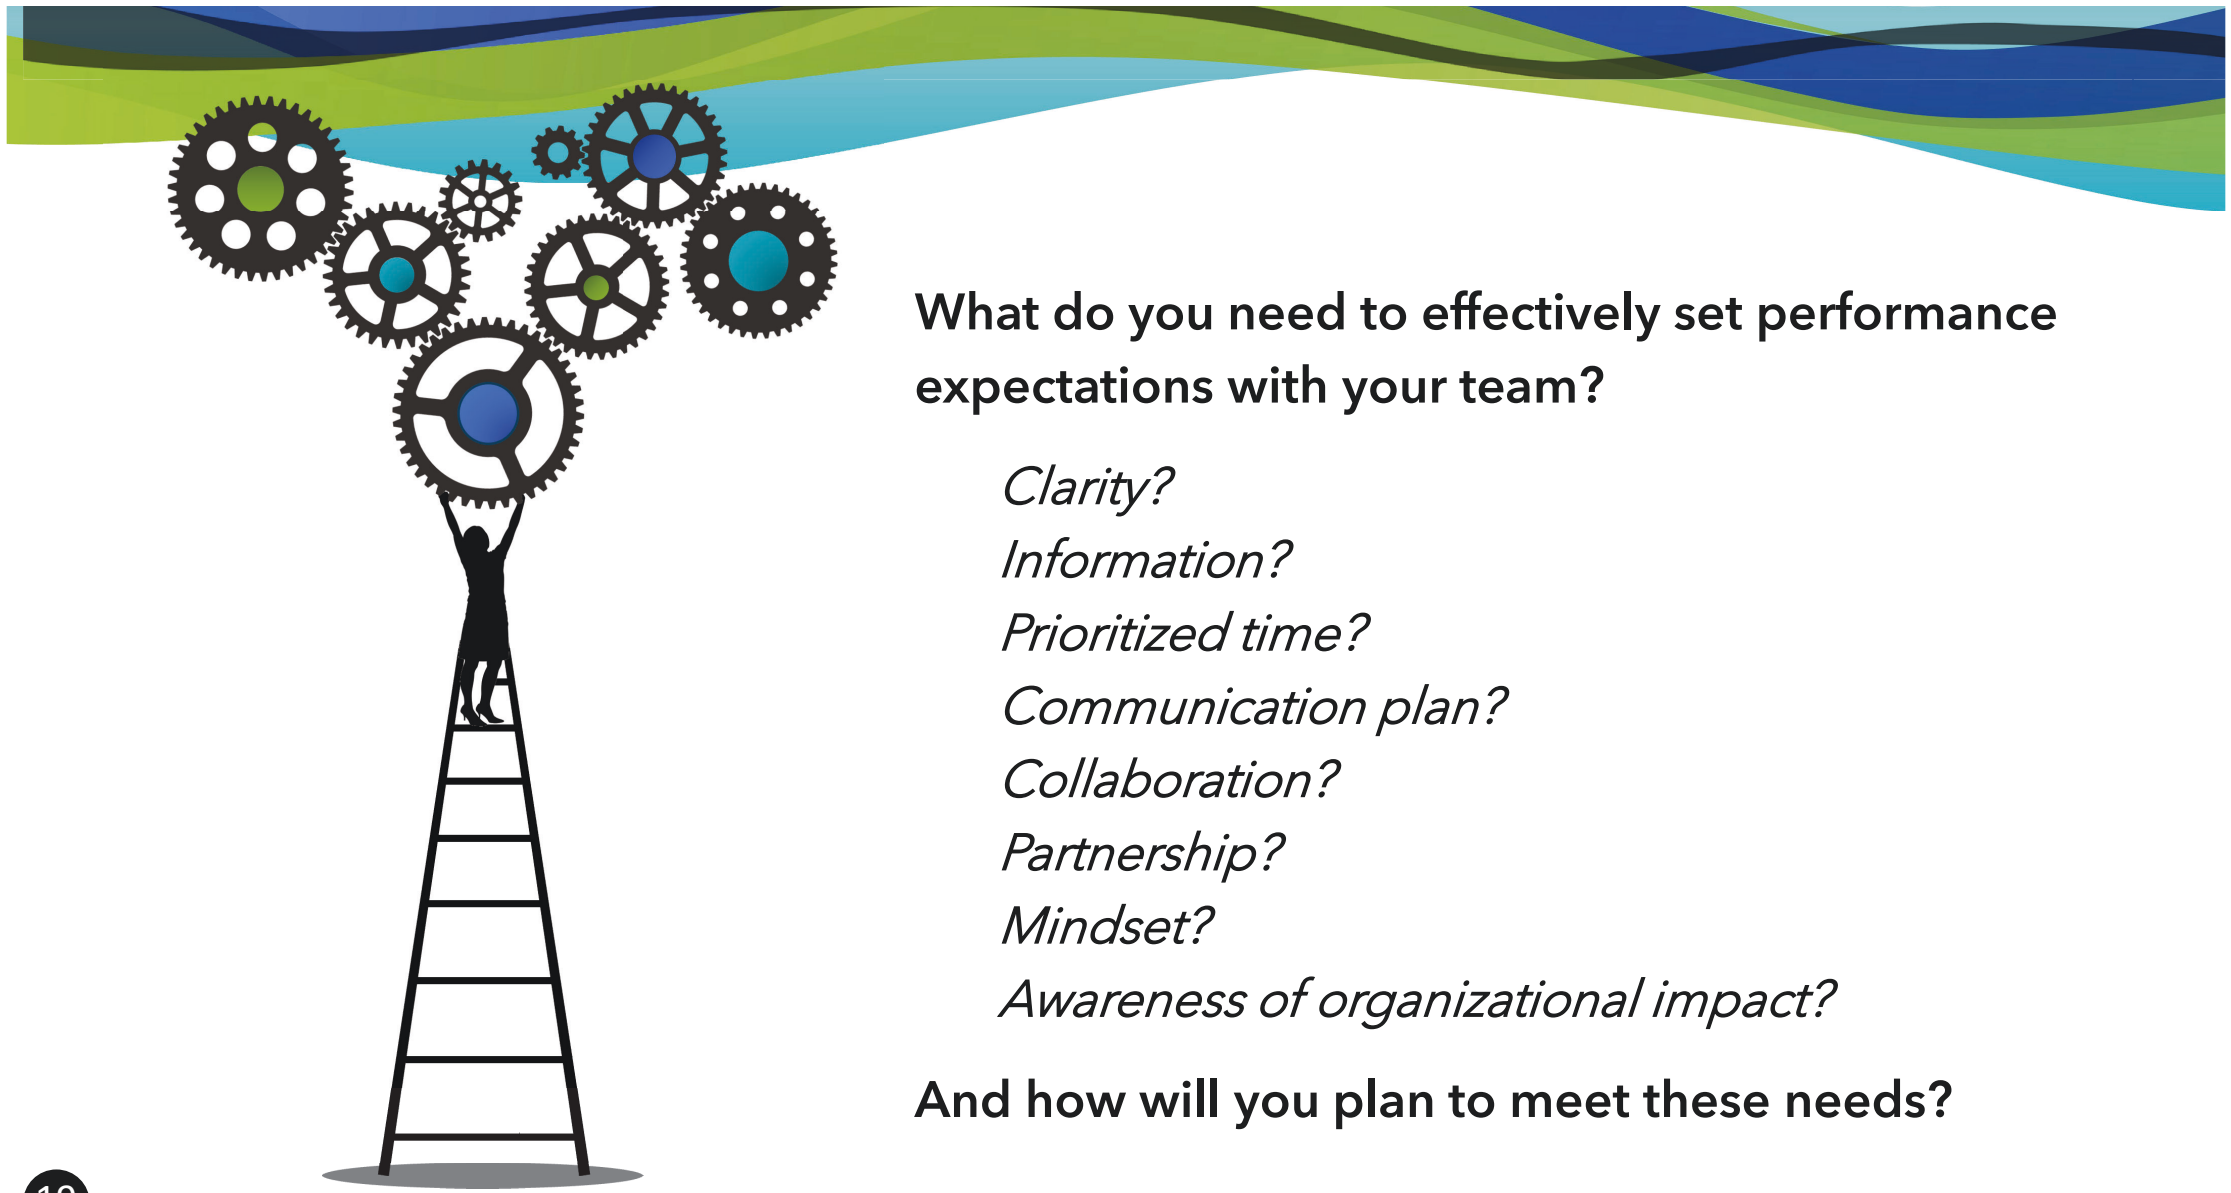 What do you need to effectively set performance
expectations with your team?
Clarity?
Information?
Prioritized time?
Communication plan?
Collaboration?
Partnership?
Mindset?
Awareness of organizational impact?
And how will you plan to meet these needs?